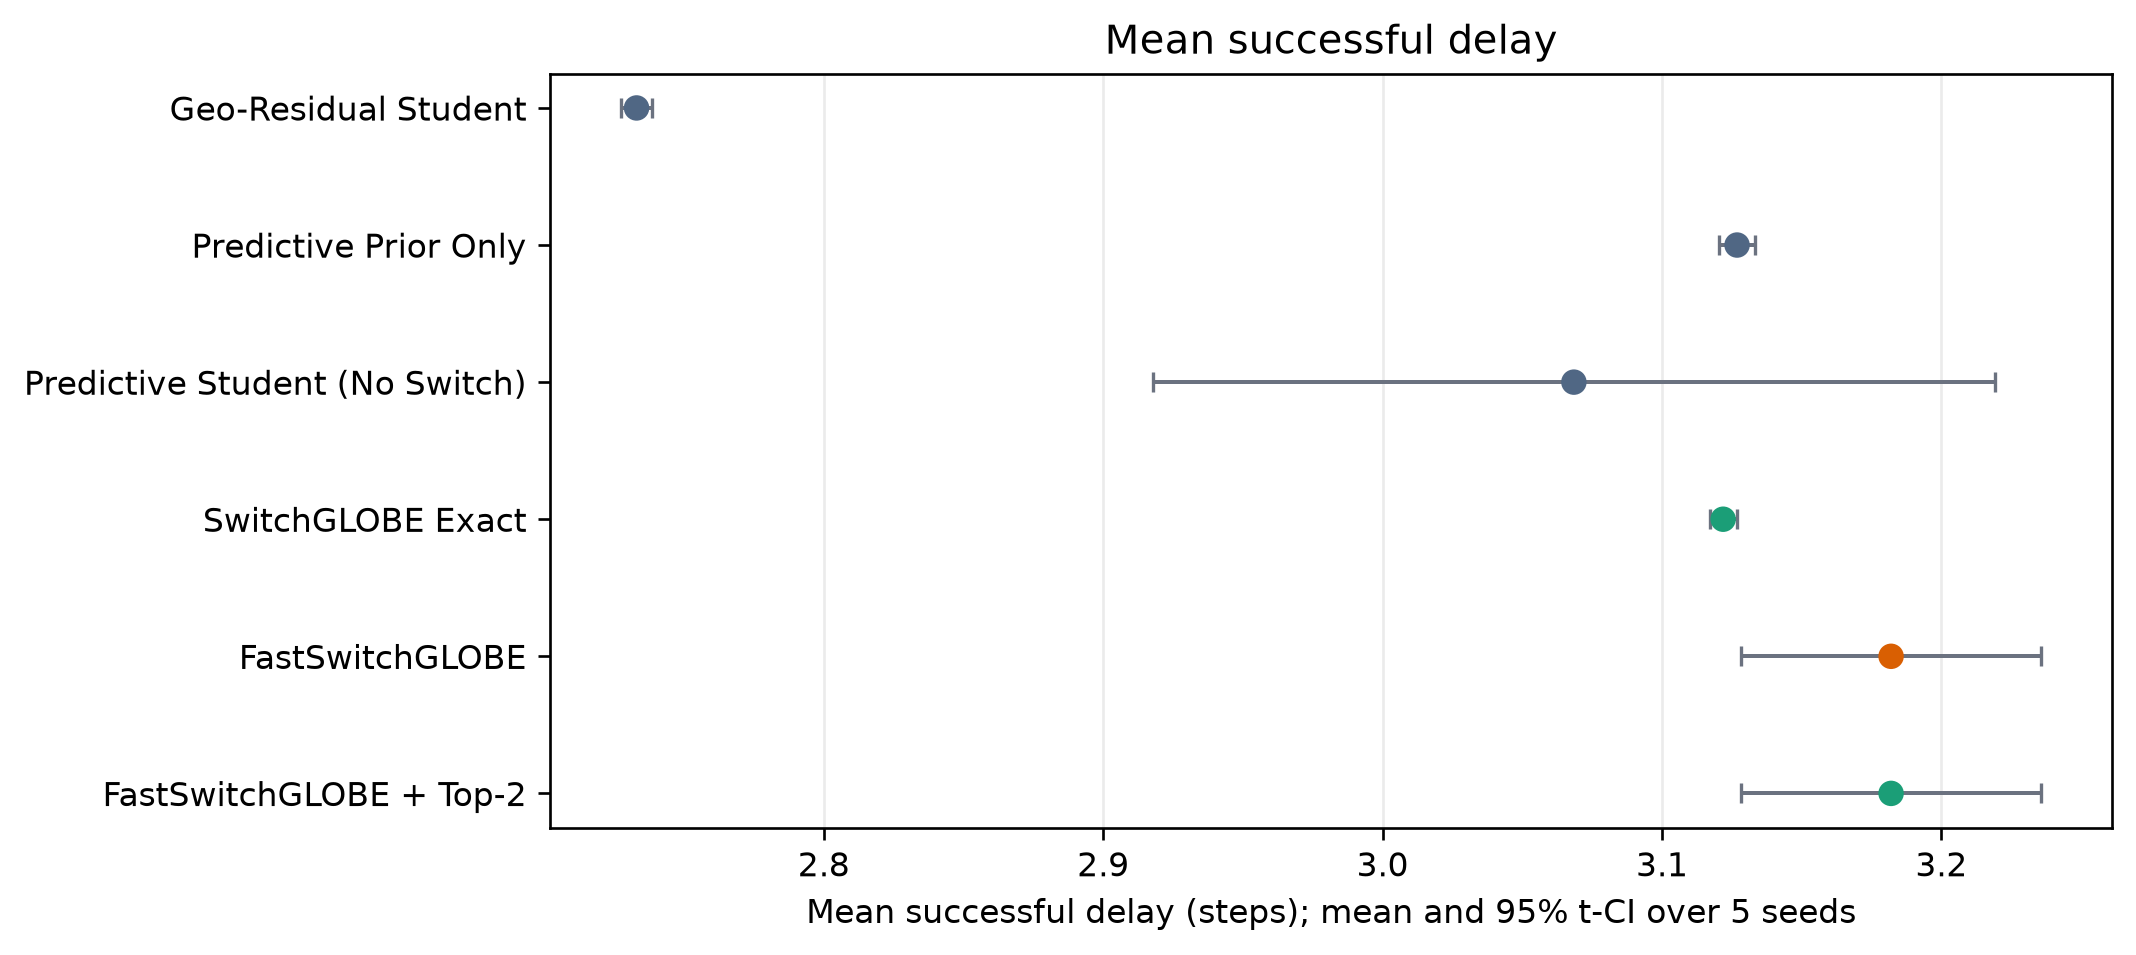 Mean successful delay
Geo-Residual Student
Predictive Prior Only
Predictive Student (No Switch)
SwitchGLOBE Exact
FastSwitchGLOBE
FastSwitchGLOBE + Top-2
2.8 2.9 3.0 3.1 3.2
Mean successful delay (steps); mean and 95% t-CI over 5 seeds